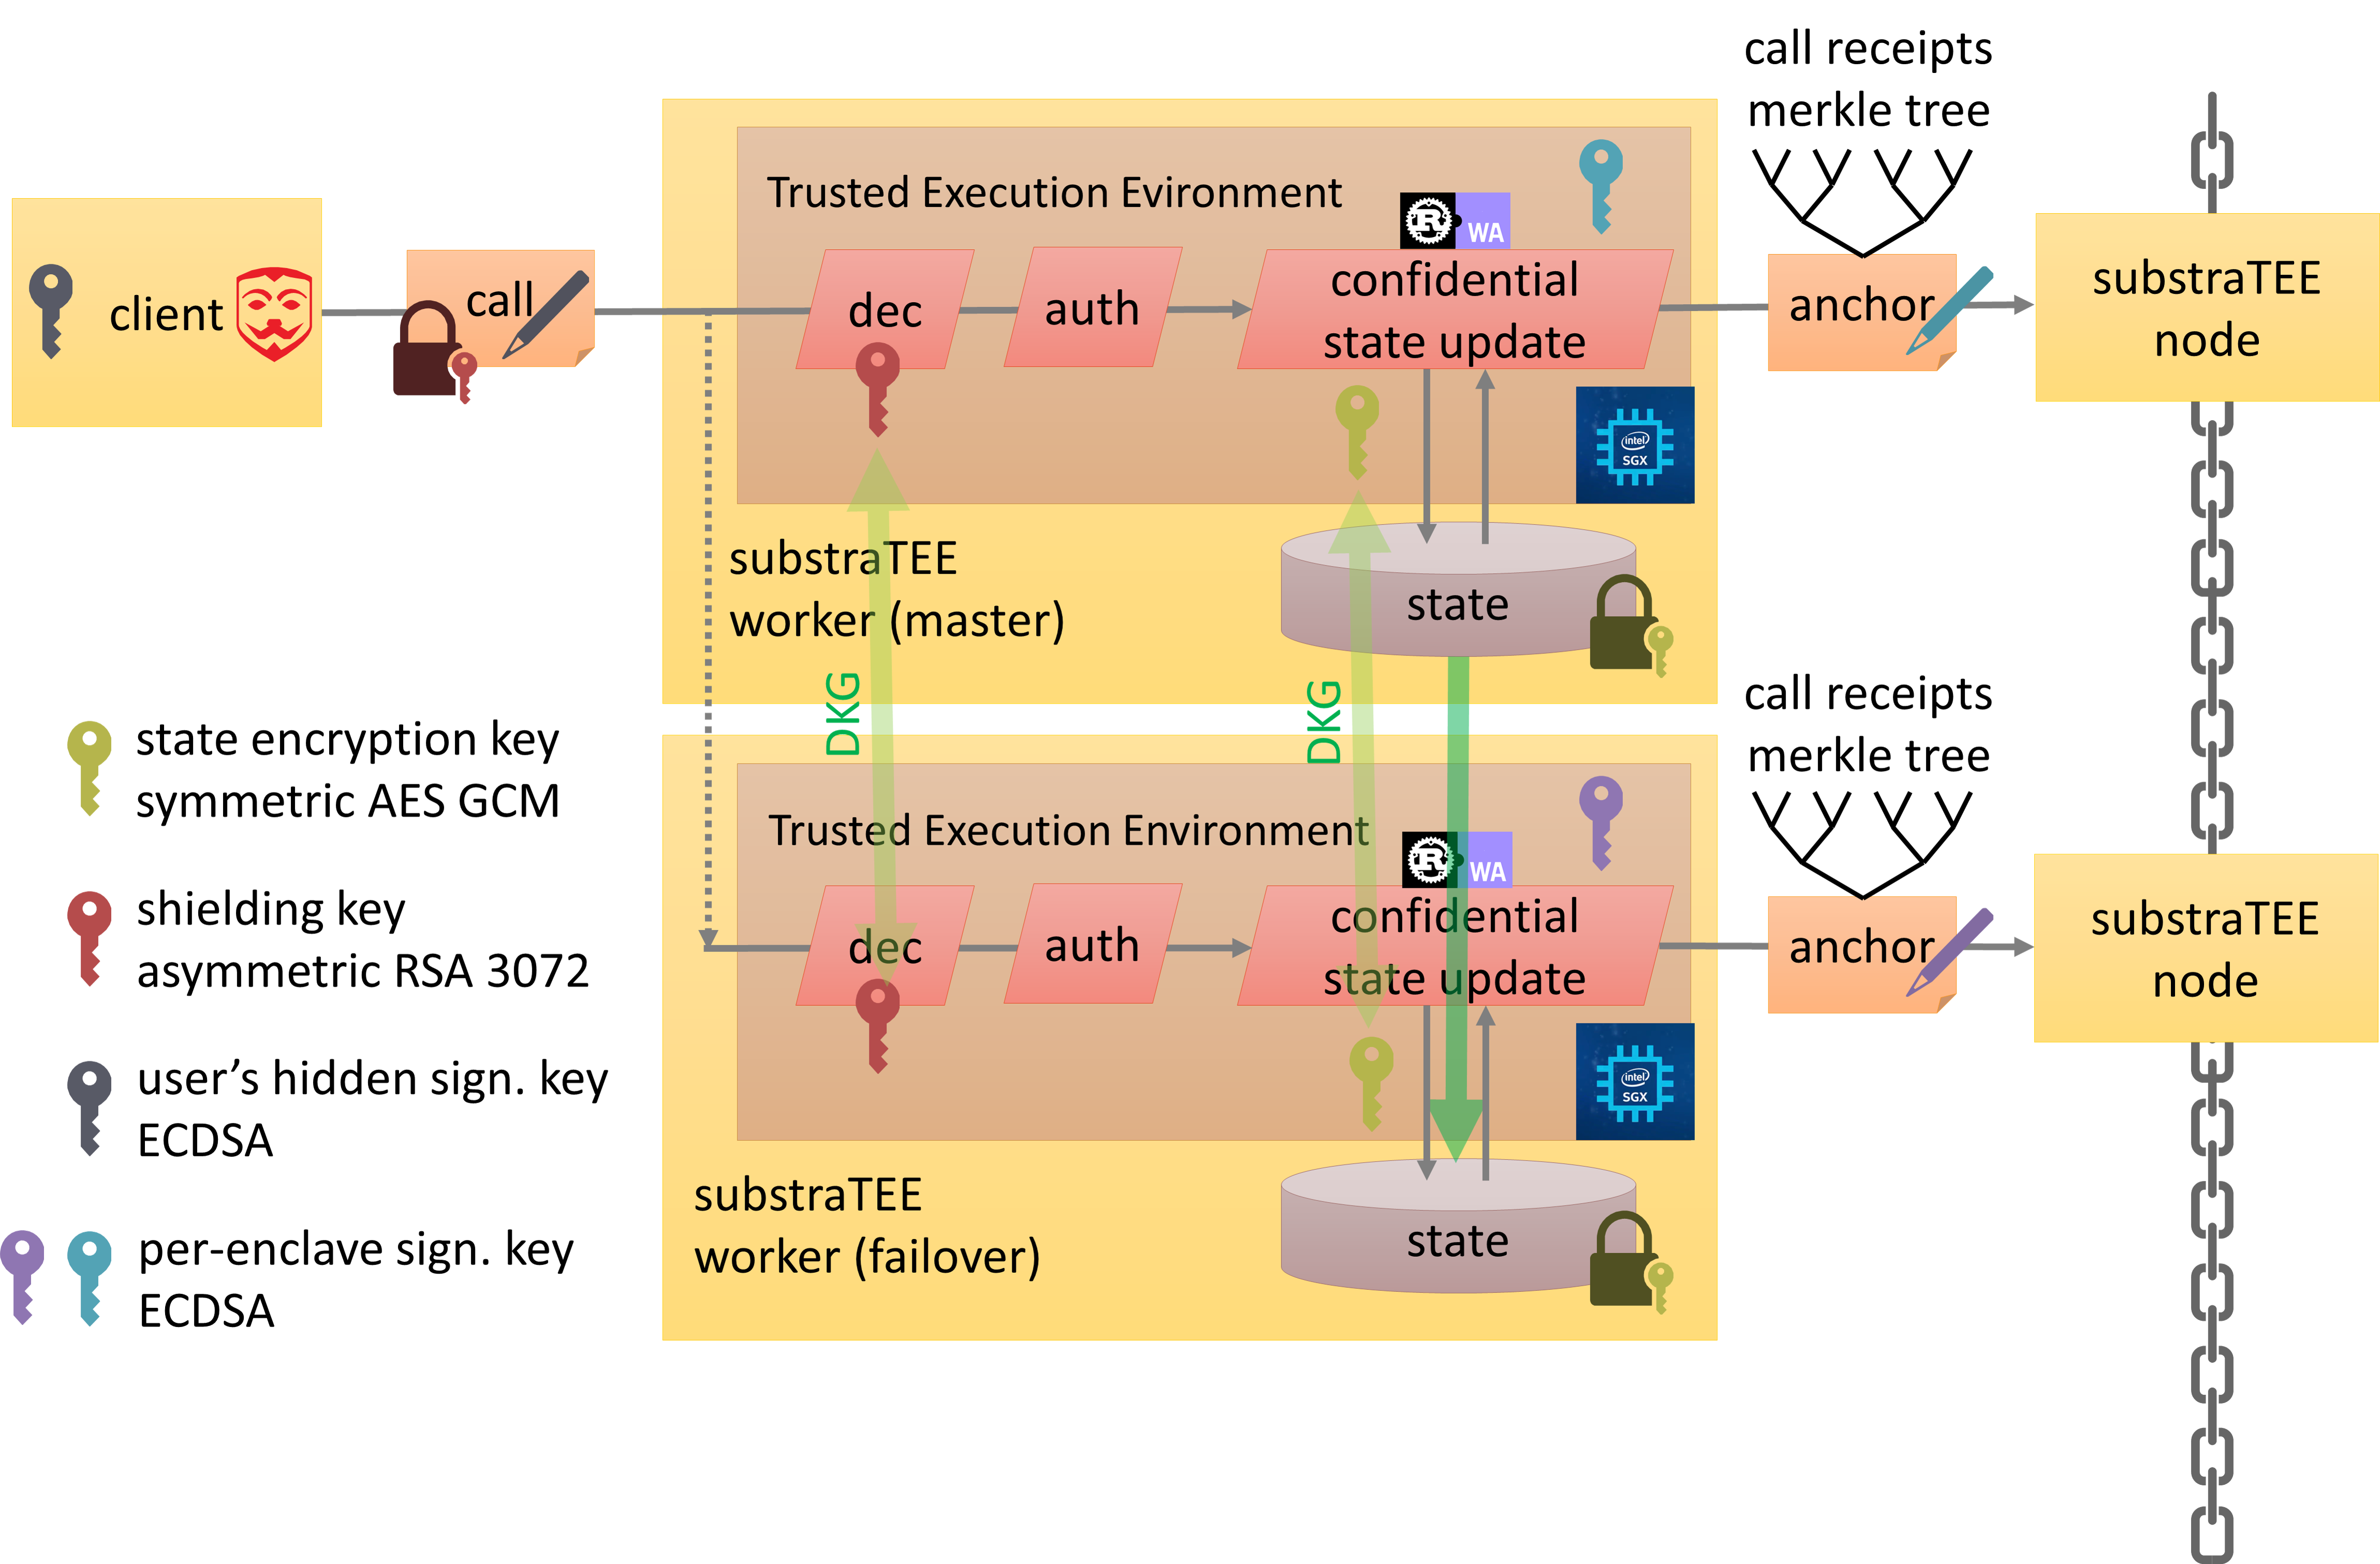 call receipts
merkle tree
Trusted Execution Evironment
R
WA
client
call
dec
auth
confidential
state update
anchor
substraTEE
node
intel
SGX
substraTEE
worker (master)
state
DKG
DKG
call receipts
merkle tree
state encryption key
symmetric AES GCM
Trusted Execution Environment
R
WA
dec
auth
confidential
state update
anchor
substraTEE
node
shielding key
asymmetric RSA 3072
intel
SGX
user’s hidden sign. key
ECDSA
substraTEE
worker (failover)
state
per-enclave sign. key
ECDSA